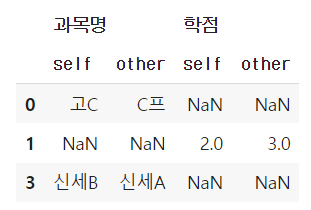 과목명 학점
self other self other
0 고C C프 NaN NaN
1 NaN NaN 2.0 3.0
3 신세B 신세A NaN NaN